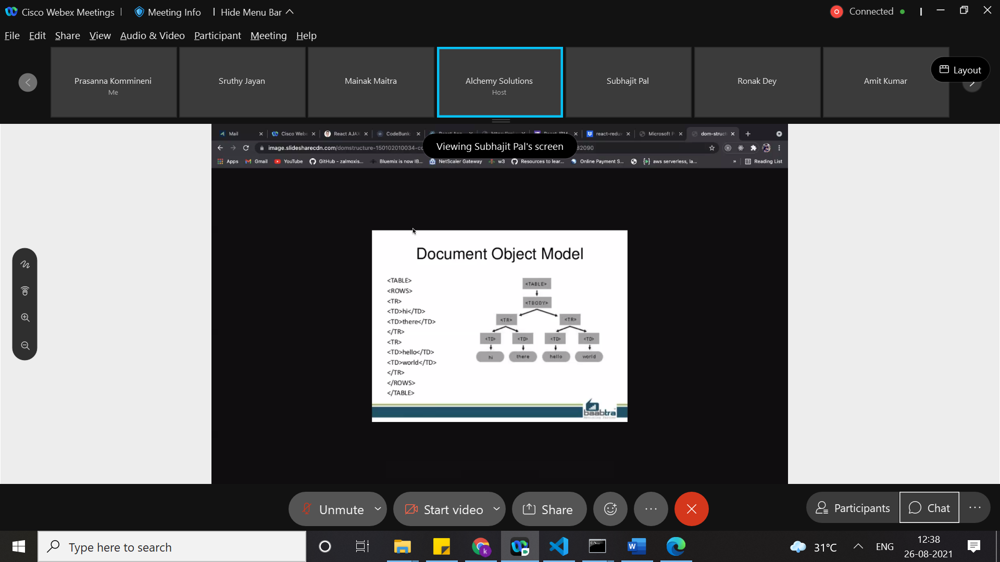 Cisco Webex Meetings
Meeting Info
Hide Menu Bar
Connected
File Edit Share View Audio & Video Participant Meeting Help
Prasanna Kommineni
Me
Sruthy Jayan
Mainak Maitra
Alchemy Solutions
Host
Subhajit Pal
Ronak Dey
Amit Kumar
Layout
Mail
Cisco Webe
React AJAX
CodeBunk
react-redu
Microsoft P
dom-struct
Viewing Subhajit Pal's screen
image.slidesharecdn.com/domstructure-150102010034-co
Apps Gmail YouTube GitHub - zalmoxis... Bluemix is now IB... NetScaler Gateway w3 Resources to lear... Online Payment S... aws serverless, la... » Reading List
Document Object Model
<TABLE>
<ROWS>
<TR>
<TD>hi</TD>
<TD>there</TD>
</TR>
<TR>
<TD>hello</TD>
<TD>world</TD>
</TR>
</ROWS>
</TABLE>
<TABLE>
<TBODY>
<TR> <TR>
<TD> <TD> <TD> <TD>
hi there hello world
baabtra
Unmute
Start video
Share
Participants
Chat
Type here to search
31°C
ENG
12:38
26-08-2021